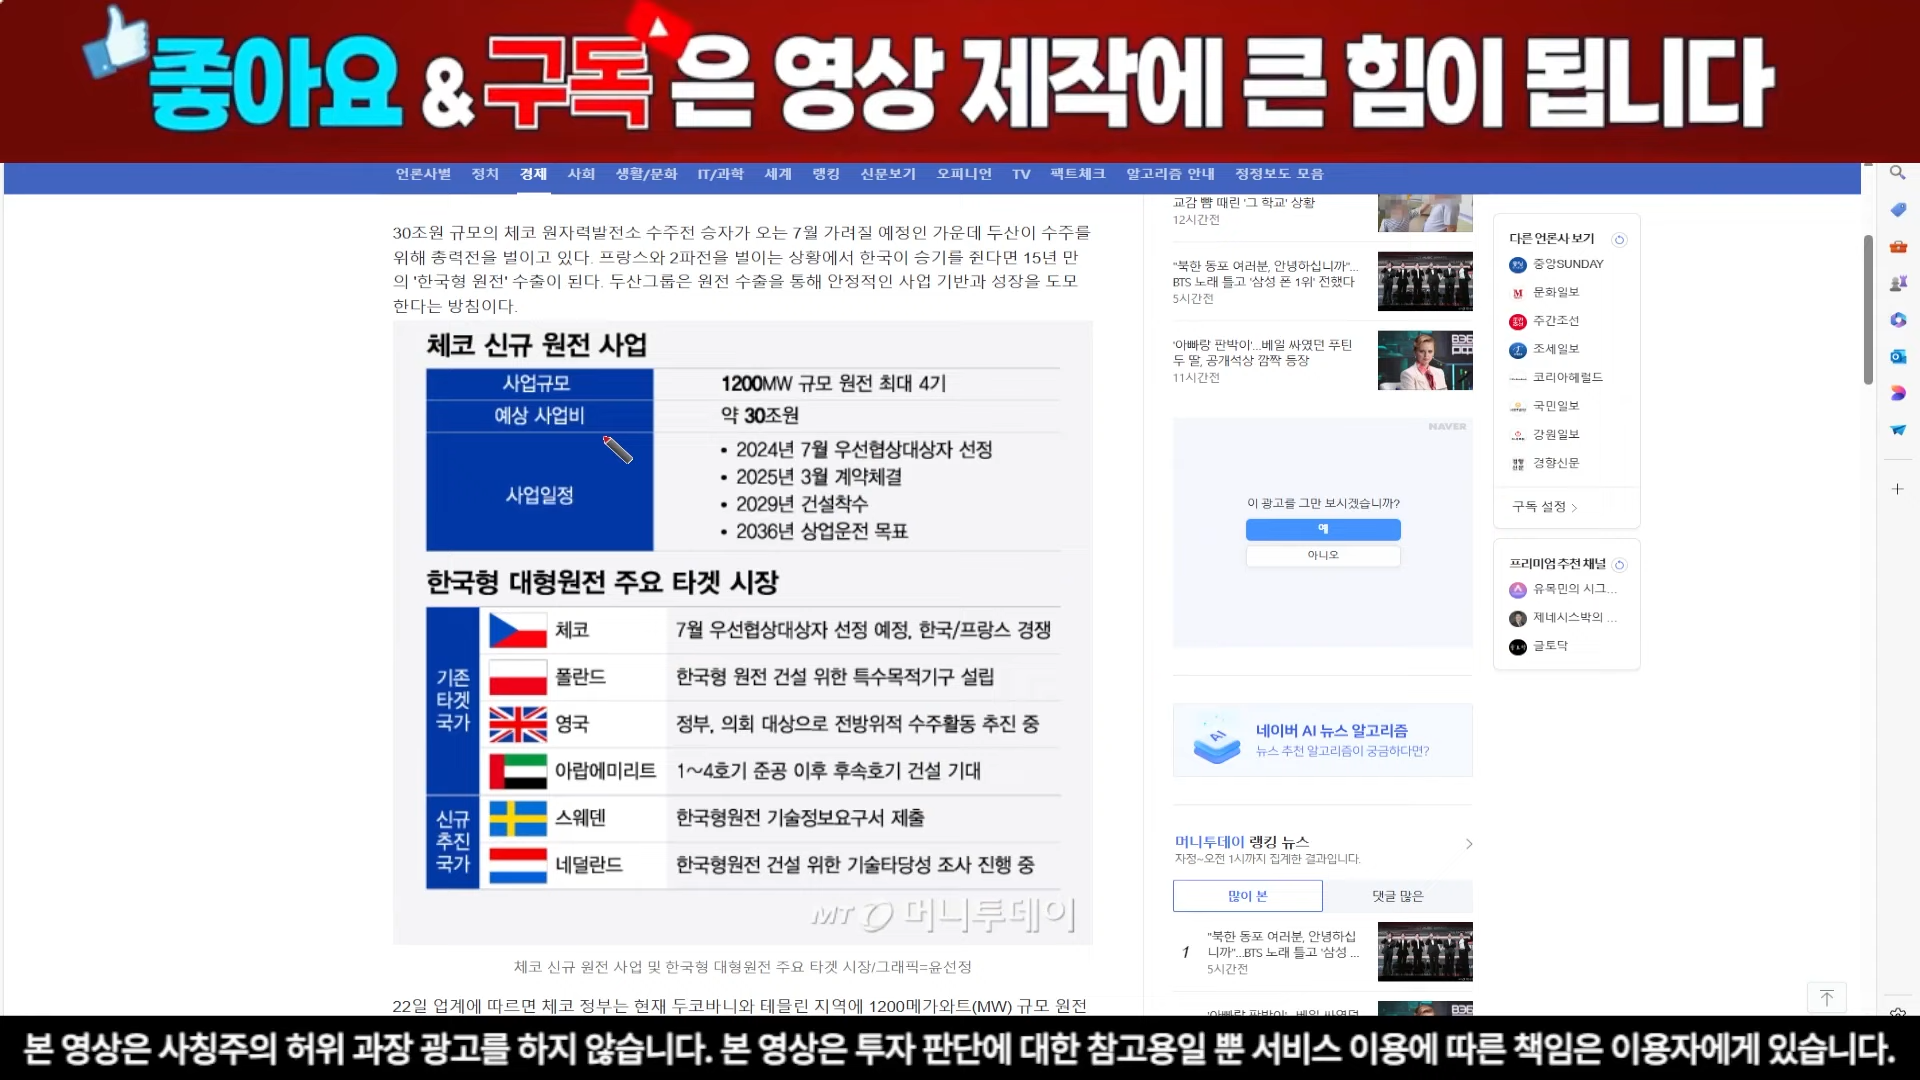 좋아요 & 구독은 영상 제작에 큰 힘이 됩니다
언론사별 정치 경제 사회 생활/문화 IT/과학 세계 랭킹 신문보기 오피니언 TV 팩트체크 알고리즘 안내 정정보도 모음
30조원 규모의 체코 원자력발전소 수주전 승자가 오는 7월 가려질 예정인 가운데 두산이 수주를
위해 총력전을 벌이고 있다. 프랑스와 2파전을 벌이는 상황에서 한국이 승기를 쥔다면 15년 만
의 '한국형 원전' 수출이 된다. 두산그룹은 원전 수출을 통해 안정적인 사업 기반과 성장을 도모
한다는 방침이다.
체코 신규 원전 사업
사업규모 1200MW 규모 원전 최대 4기
예상 사업비 약 30조원
사업일정
• 2024년 7월 우선협상대상자 선정
• 2025년 3월 계약체결
• 2029년 건설착수
• 2036년 상업운전 목표
한국형 대형원전 주요 타겟 시장
기존
타겟
국가
체코 7월 우선협상대상자 선정 예정, 한국/프랑스 경쟁
폴란드 한국형 원전 건설 위한 특수목적기구 설립
영국 정부, 의회 대상으로 전방위적 수주활동 추진 중
아랍에미리트 1～4호기 준공 이후 후속호기 건설 기대
신규
추진
국가
스웨덴 한국형원전 기술정보요구서 제출
네덜란드 한국형원전 건설 위한 기술타당성 조사 진행 중
MT 머니투데이
체코 신규 원전 사업 및 한국형 대형원전 주요 타겟 시장/그래픽=윤선정
22일 업계에 따르면 체코 정부는 현재 두코바니와 테믈린 지역에 1200메가와트(MW) 규모 원전
교감 뺨 때린 '그 학교' 상황
12시간전
"북한 동포 여러분, 안녕하십니까"...
BTS 노래 틀고 '삼성 폰 1위' 전했다
5시간전
'아빠랑 판박이'...베일 싸였던 푸틴
두 딸, 공개석상 깜짝 등장
11시간전
NAVER
이 광고를 그만 보시겠습니까?
예
아니오
AI
네이버 AI 뉴스 알고리즘
뉴스 추천 알고리즘이 궁금하다면?
머니투데이 랭킹 뉴스
자정~오전 1시까지 집계한 결과입니다.
많이 본 댓글 많은
1
"북한 동포 여러분, 안녕하십
니까"...BTS 노래 틀고 '삼성 ...
5시간전
'아빠랑 판박이'...베일 싸였던
다른 언론사 보기
중앙SUNDAY
문화일보
주간조선
조세일보
코리아헤럴드
국민일보
강원일보
경향신문
구독 설정
프리미엄 추천 채널
유목민의 시그...
제네시스박의 ...
글토닥
본 영상은 사칭주의 허위 과장 광고를 하지 않습니다. 본 영상은 투자 판단에 대한 참고용일 뿐 서비스 이용에 따른 책임은 이용자에게 있습니다.